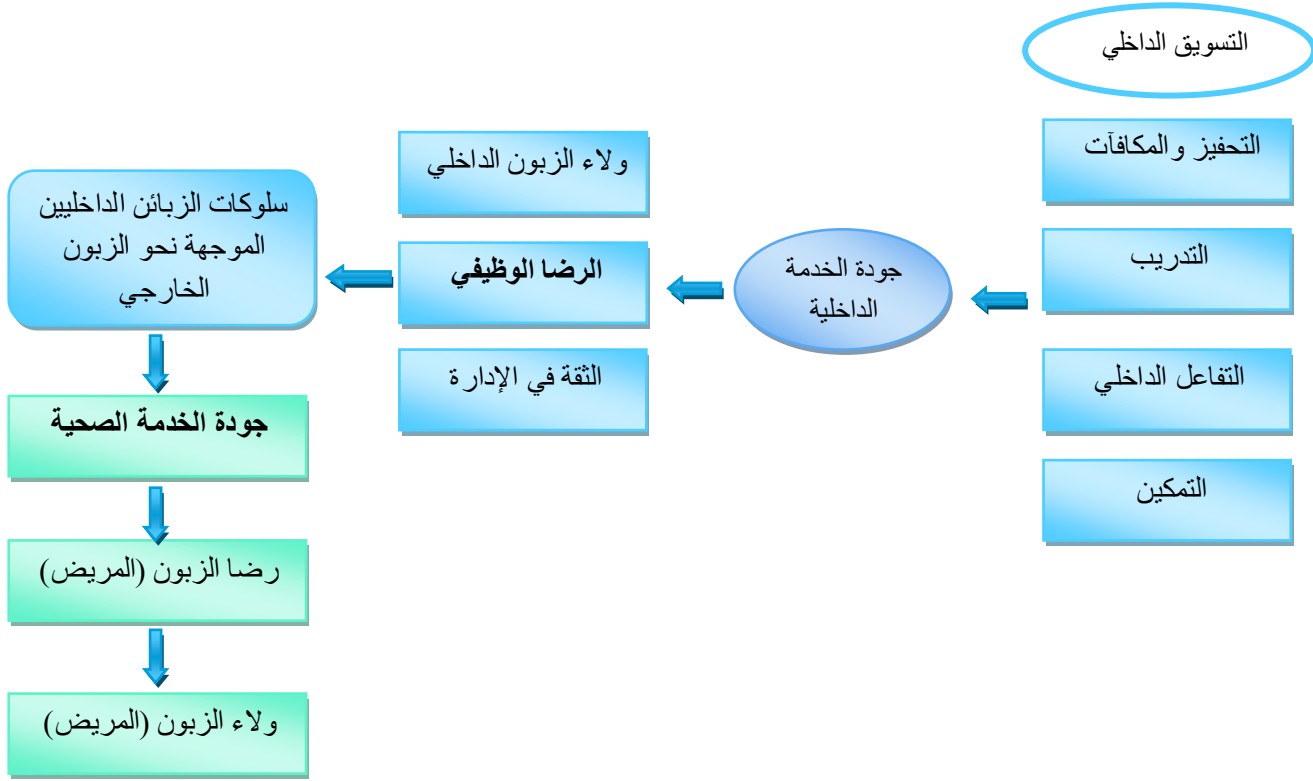 التسويق الداخلي
التحفيز والمكافآت
التدريب
التفاعل الداخلي
التمكين
جودة الخدمة
الداخلية
ولاء الزبون الداخلي
الرضا الوظيفي
الثقة في الإدارة
سلوكات الزبائن الداخليين
الموجهة نحو الزبون
الخارجي
جودة الخدمة الصحية
رضا الزبون (المريض)
ولاء الزبون (المريض)